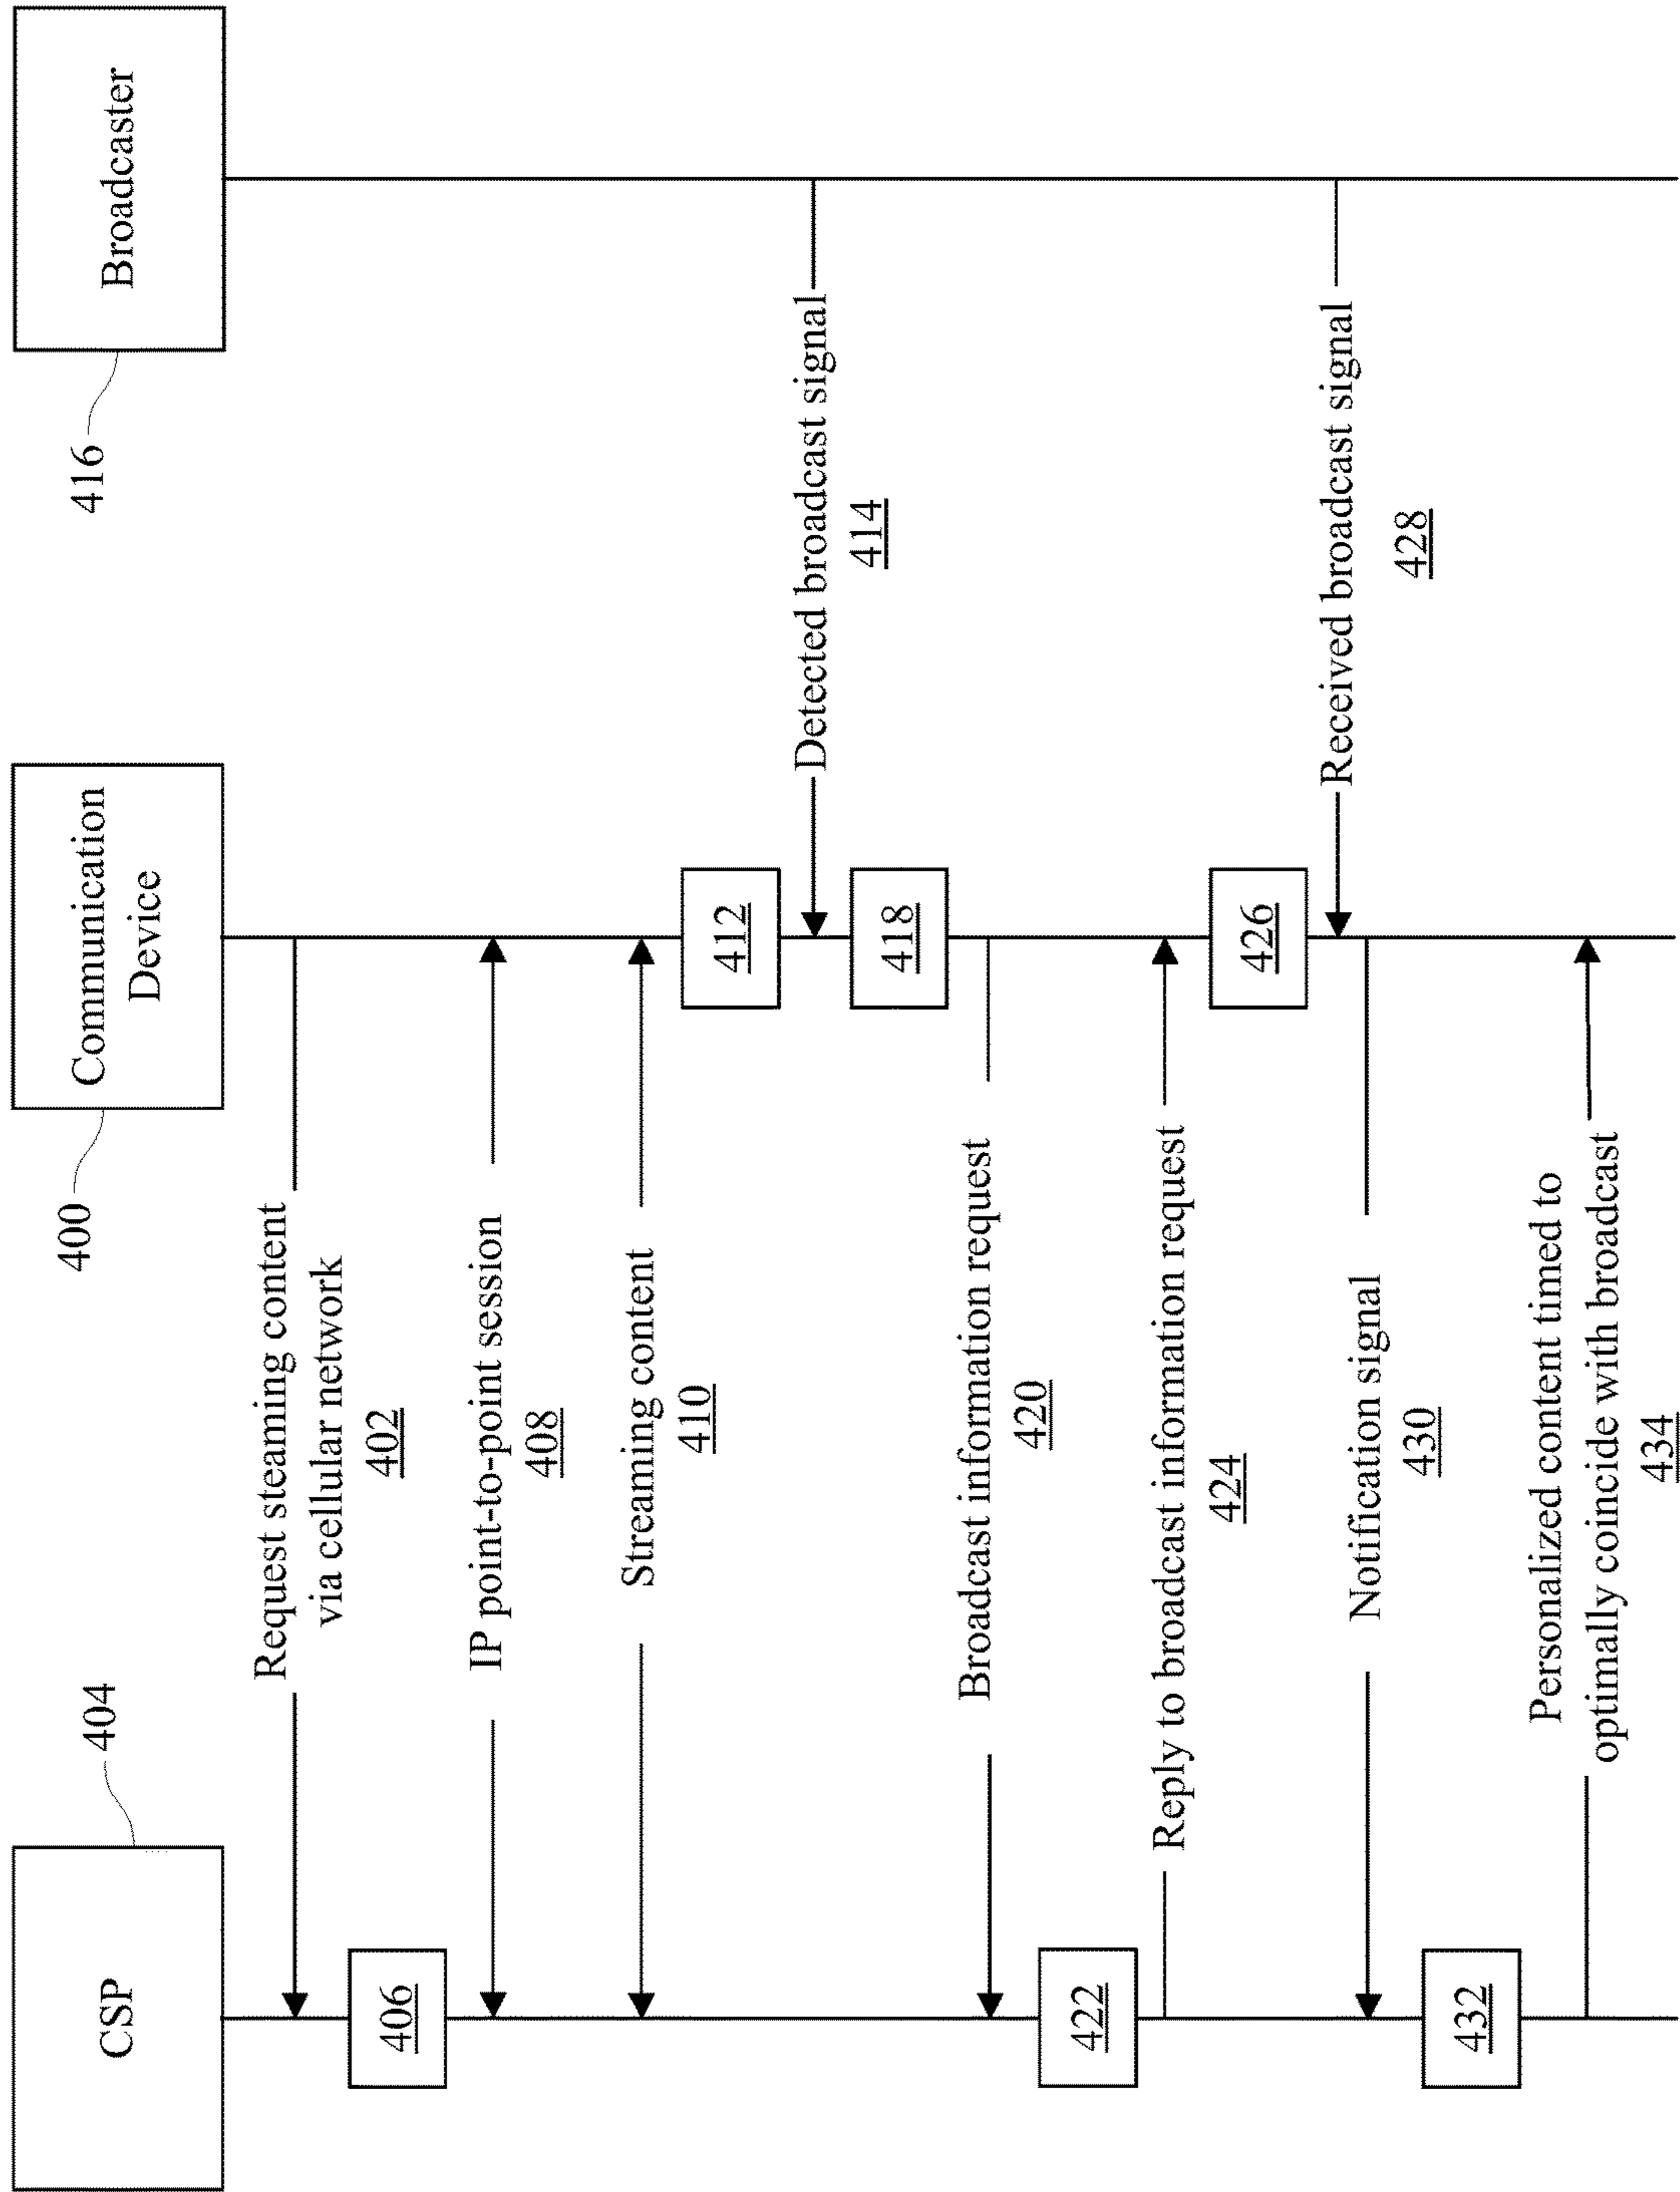 CSP
404
Communication
Device
400
Broadcaster
416
Request steaming content
via cellular network
402
406
IP point-to-point session
408
Streaming content
410
412
Detected broadcast signal
414
418
Broadcast information request
420
422
Reply to broadcast information request
424
426
Received broadcast signal
428
Notification signal
430
432
Personalized content timed to
optimally coincide with broadcast
434